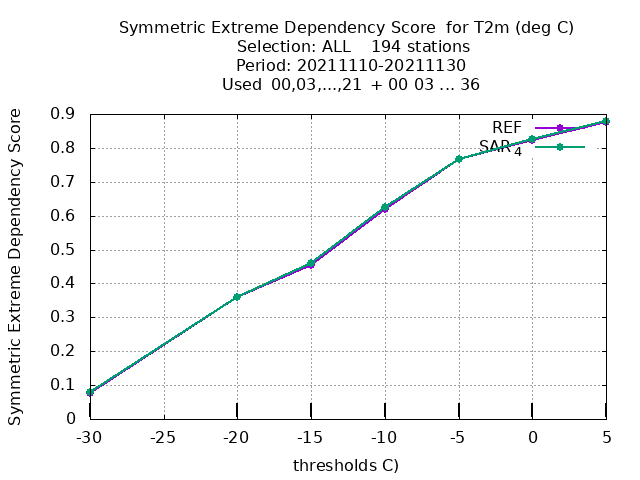 Symmetric Extreme Dependency Score  for T2m (deg C)
Selection: ALL    194 stations
Period: 20211110-20211130
Used  00,03,...,21  + 00 03 ... 36
Symmetric Extreme Dependency Score
0.9
0.8
0.7
0.6
0.5
0.4
0.3
0.2
0.1
0
REF
SAR4
-30
-25
-20
-15
-10
-5
0
5
thresholds C)